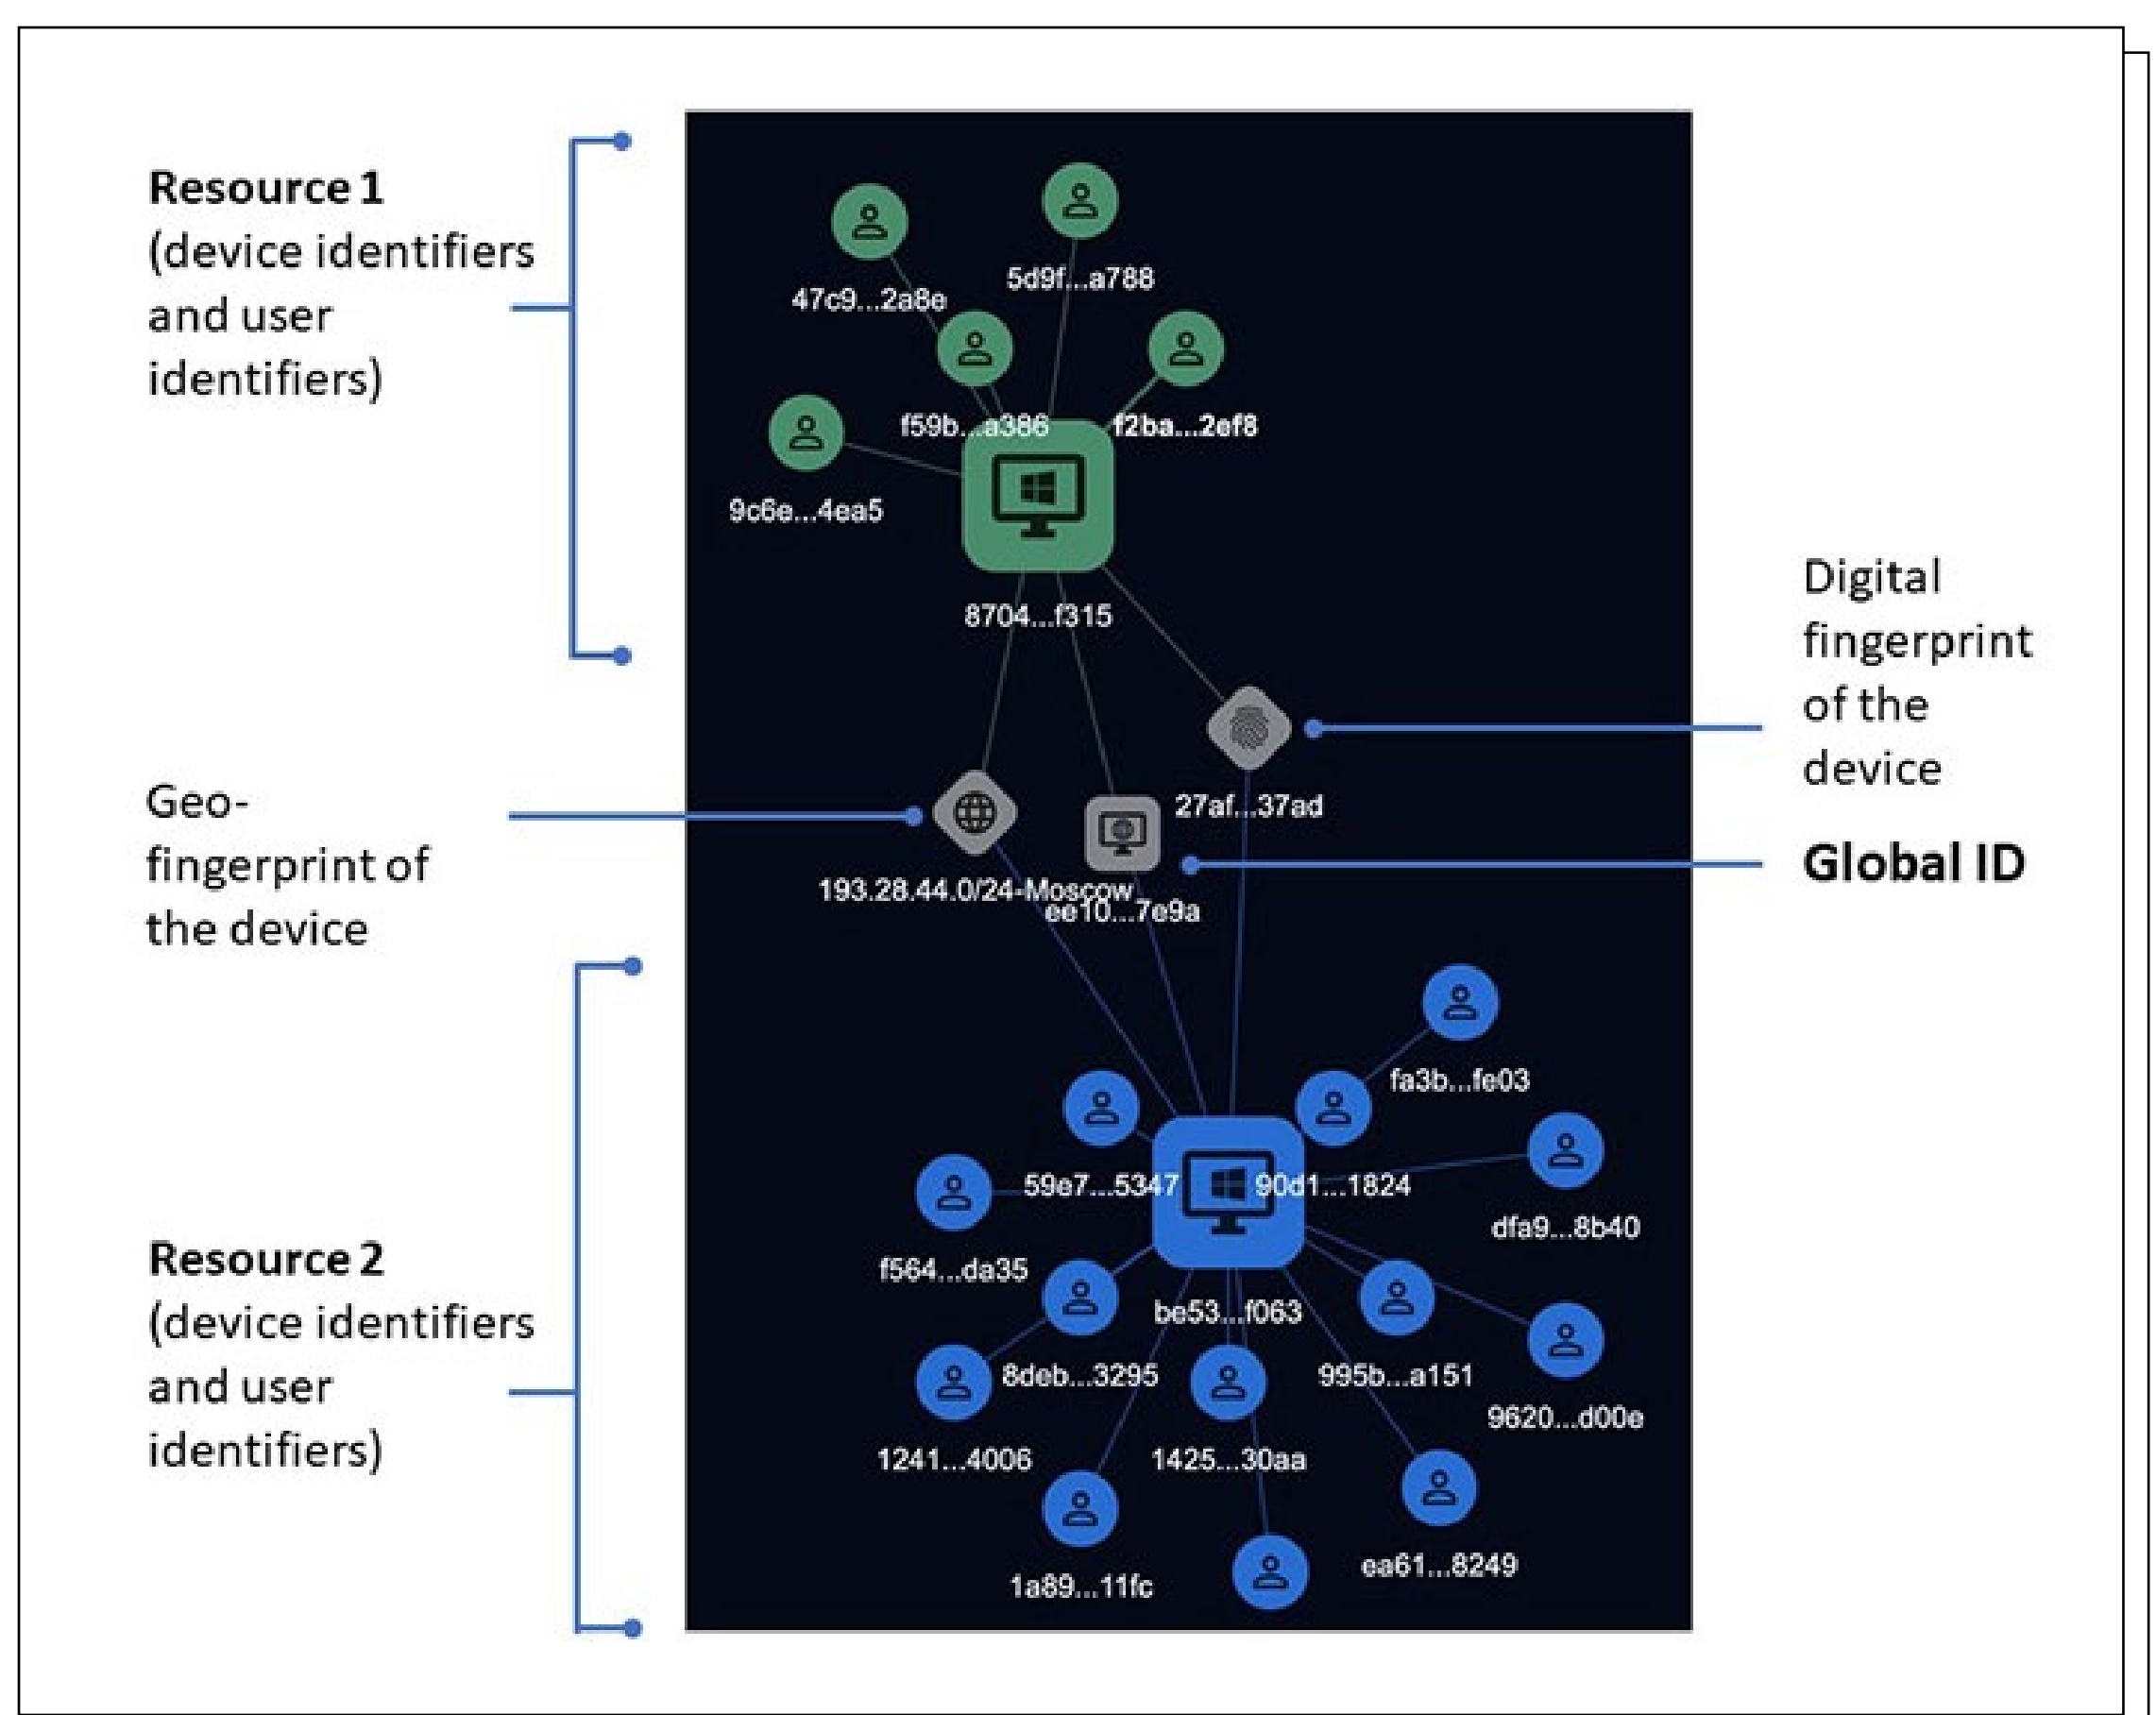 Resource 1
(device identifiers
and user
identifiers)
5d9f...a788
47c9...2a8e
f59b...a386
f2ba...2ef8
9c6e...4ea5
8704...f315
Digital
fingerprint
of the
device
Geo-
fingerprint of
the device
27af...37ad
Global ID
193.28.44.0/24-Moscow
ee10...7e9a
fa3b...fe03
59e7...5347
90d1...1824
dfa9...8b40
Resource 2
(device identifiers
and user
identifiers)
f564...da35
be53...f063
8deb...3295
995b...a151
9620...d00e
1241...4006
1425...30aa
ea61...8249
1a89...11fc